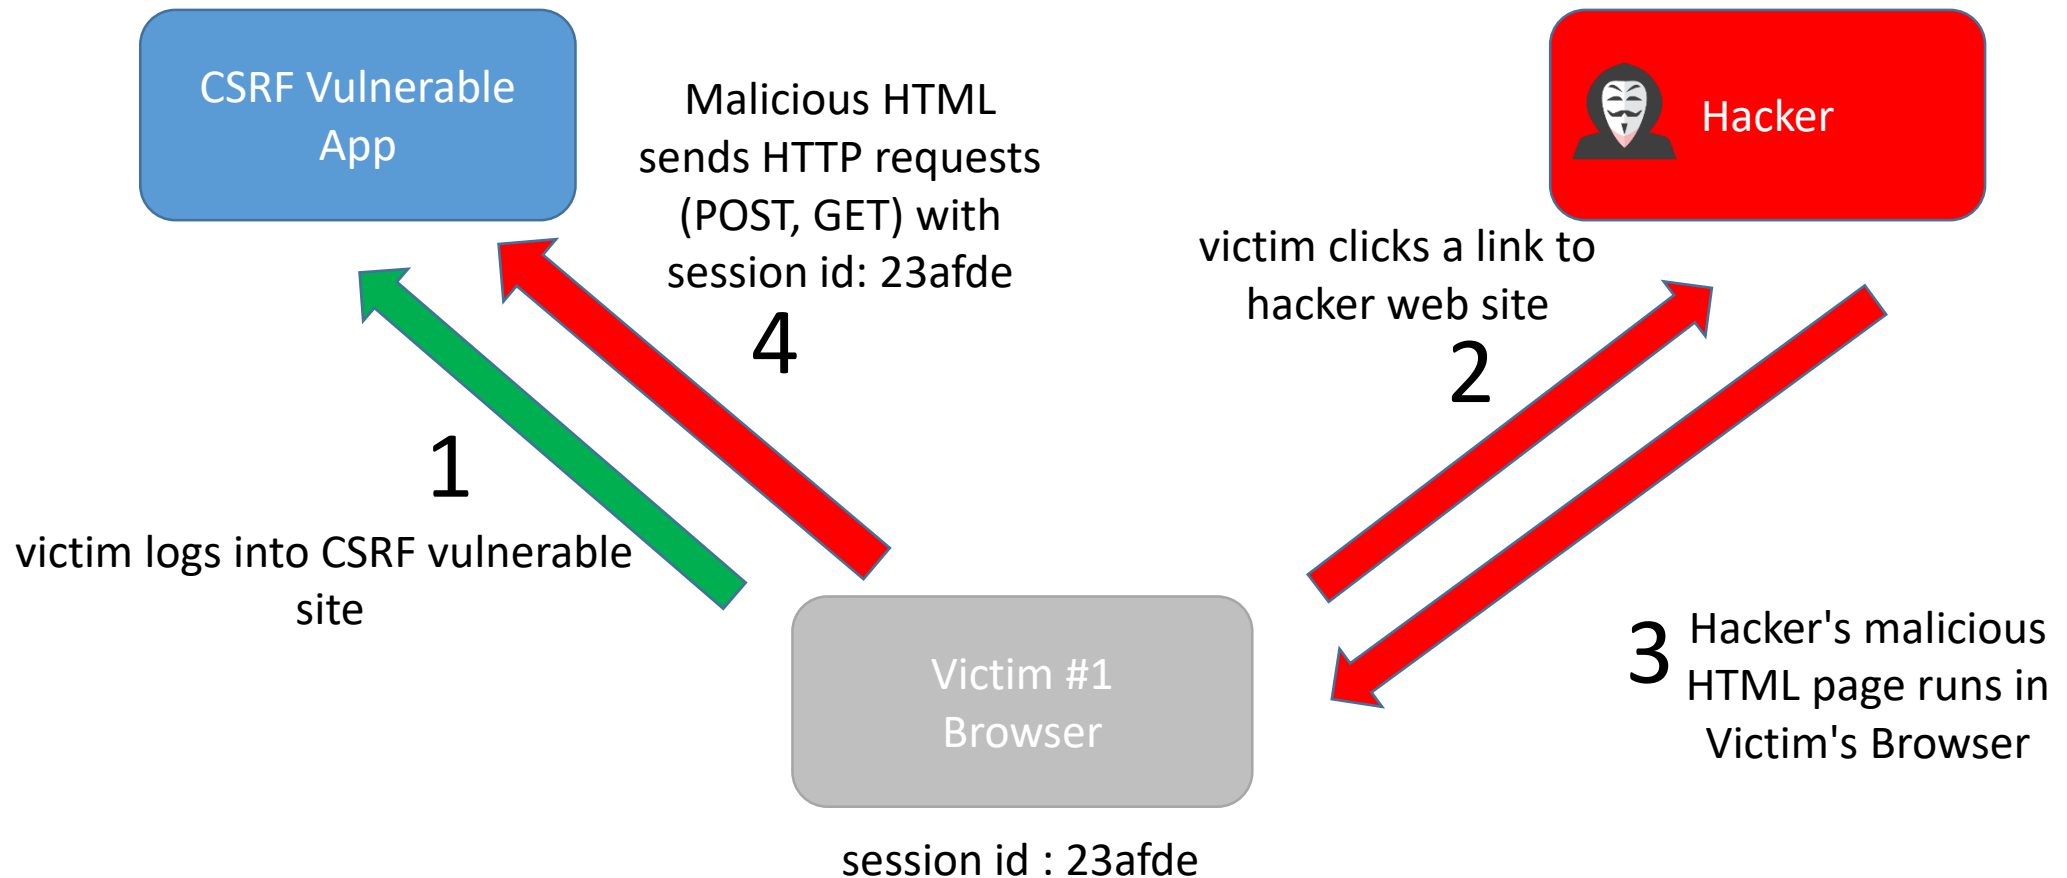 CSRF Vulnerable
App
Malicious HTML
sends HTTP requests
(POST, GET) with
session id: 23afde
4
Hacker
victim clicks a link to
hacker web site
2
1
victim logs into CSRF vulnerable
site
3
Hacker's malicious
HTML page runs in
Victim's Browser
Victim #1
Browser
session id : 23afde